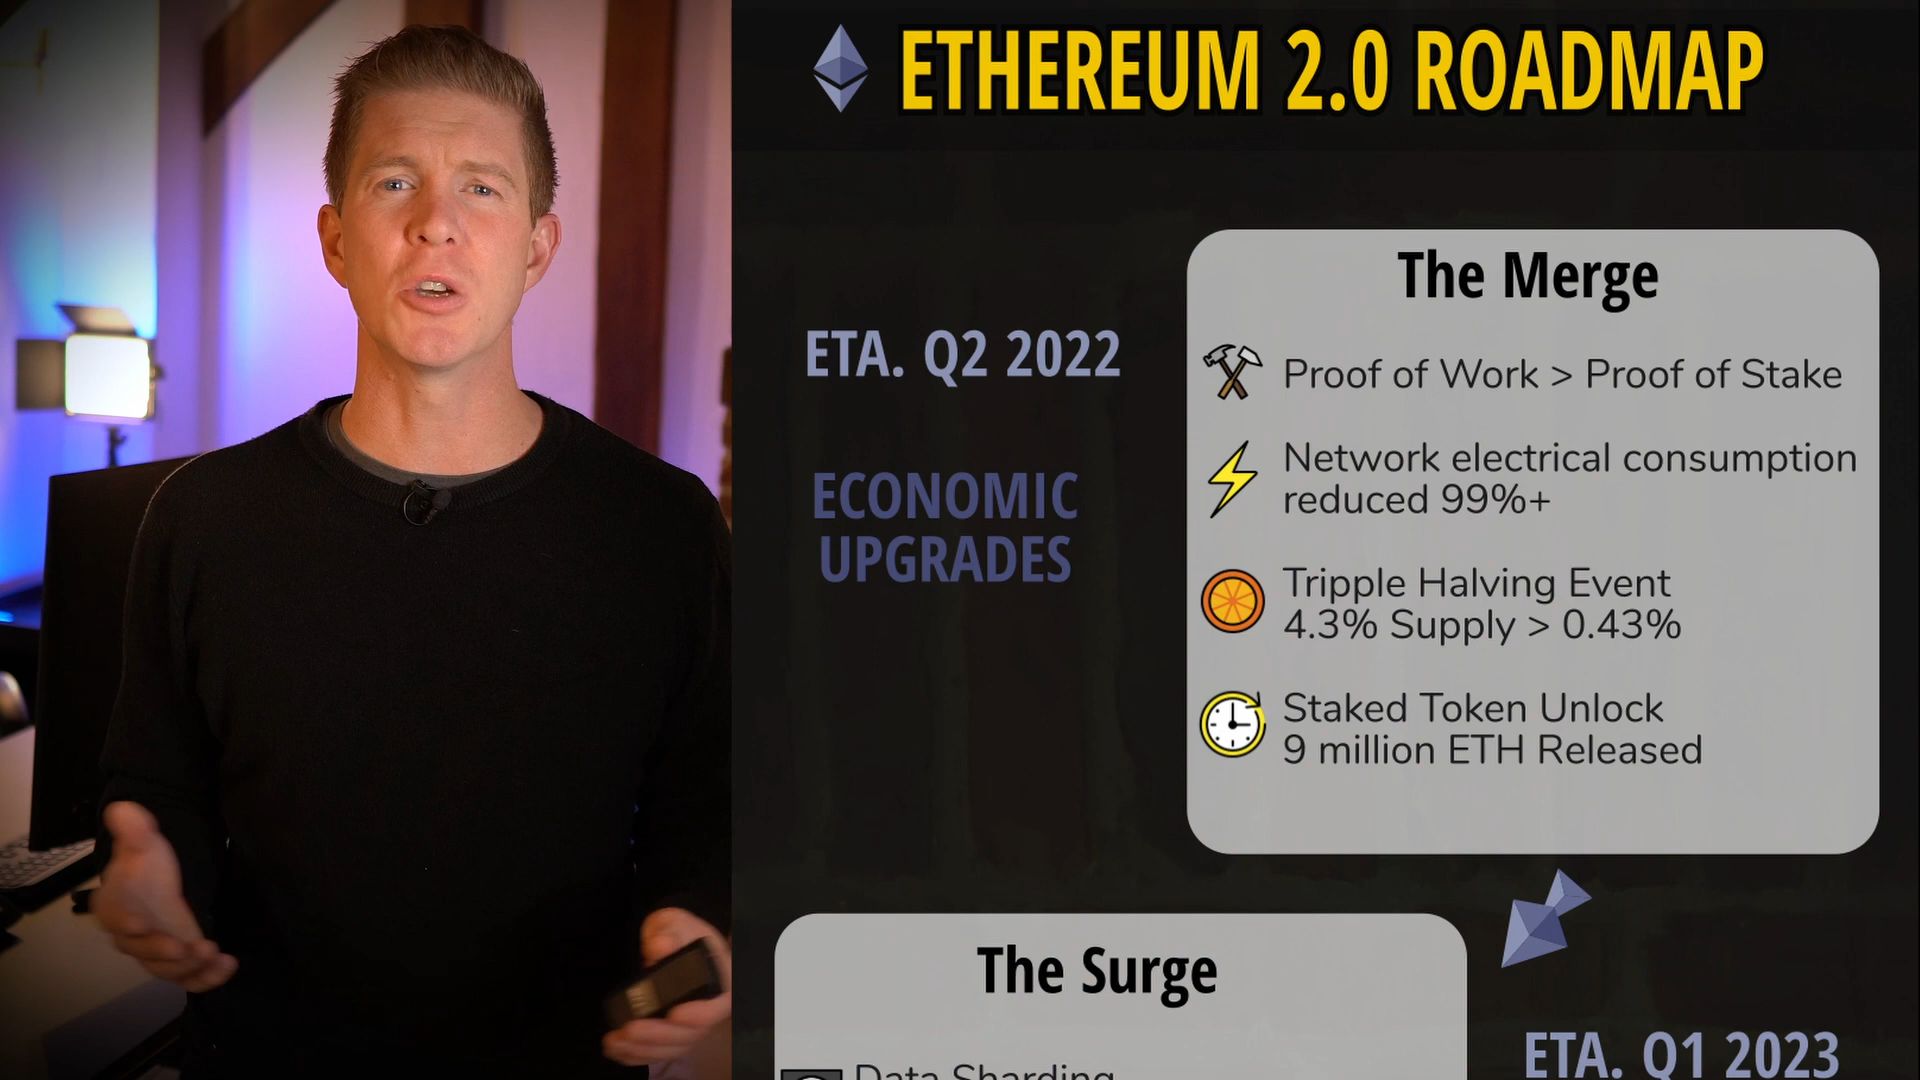 ETHEREUM 2.0 ROADMAP
The Merge
ETA. Q2 2022
Proof of Work > Proof of Stake
ECONOMIC
UPGRADES
Network electrical consumption
reduced 99%+
Tripple Halving Event
4.3% Supply > 0.43%
Staked Token Unlock
9 million ETH Released
The Surge
ETA. Q1 2023
Data Sharding